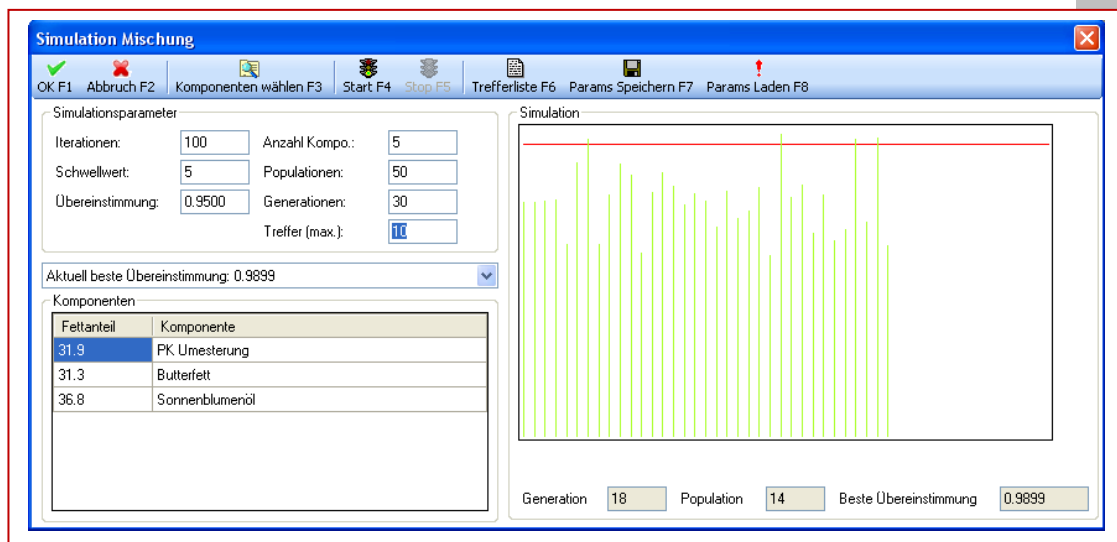 Simulation Mischung
OK F1 Abbruch F2 Komponenten wählen F3 Start F4 Stop F5 Trefferliste F6 Params Speichern F7 Params Laden F8
Simulationsparameter
Iterationen: 100 Anzahl Kompo.: 5
Schwellwert: 5 Populationen: 50
Übereinstimmung: 0.9500 Generationen: 30
Treffer (max.): 10
Aktuell beste Übereinstimmung: 0.9899
Komponenten
Fettanteil Komponente
31.9 PK Umesterung
31.3 Butterfett
36.8 Sonnenblumenöl
Simulation
Generation 18 Population 14 Beste Übereinstimmung 0.9899